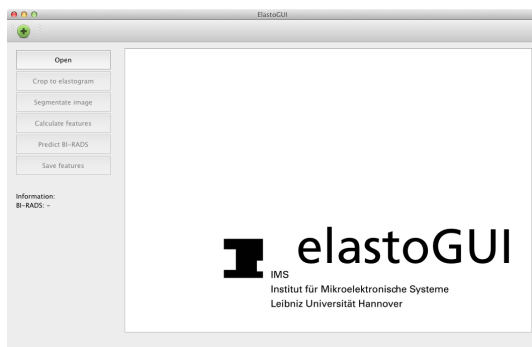 ElastoGUI
Open
Crop to elastogram
Segmentate image
Calculate features
Predict BI-RADS
Save features
Information:
BI-RADS: -
elastoGUI
IMS
Institut für Mikroelektronische Systeme
Leibniz Universität Hannover